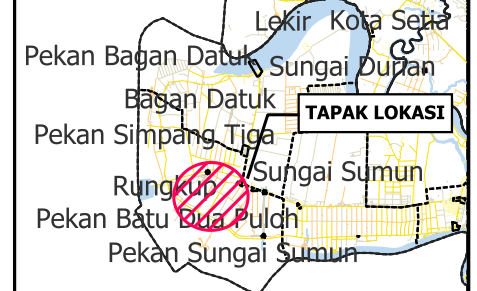 Lekir Kota Setia
Pekan Bagan Datuk
Sungai Durian
Bagan Datuk
TAPAK LOKASI
Pekan Simpang Tiga
Sungai Sumun
Rungkup
Pekan Batu Dua Puloh
Pekan Sungai Sumun